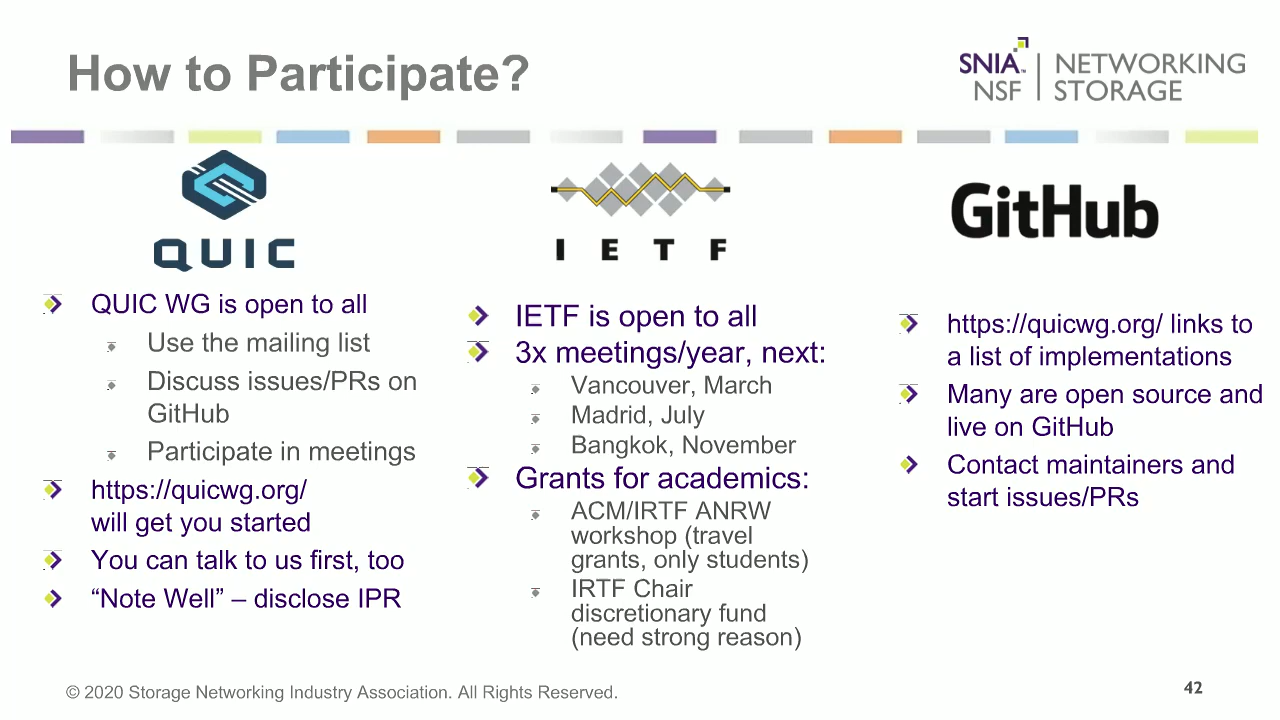 How to Participate?
SNIA™ NSF | NETWORKING STORAGE
QUIC
QUIC WG is open to all
Use the mailing list
Discuss issues/PRs on
GitHub
Participate in meetings
https://quicwg.org/
will get you started
You can talk to us first, too
“Note Well” – disclose IPR
IETF
IETF is open to all
3x meetings/year, next:
Vancouver, March
Madrid, July
Bangkok, November
Grants for academics:
ACM/IRTF ANRW
workshop (travel
grants, only students)
IRTF Chair
discretionary fund
(need strong reason)
GitHub
https://quicwg.org/ links to
a list of implementations
Many are open source and
live on GitHub
Contact maintainers and
start issues/PRs
© 2020 Storage Networking Industry Association. All Rights Reserved.
42